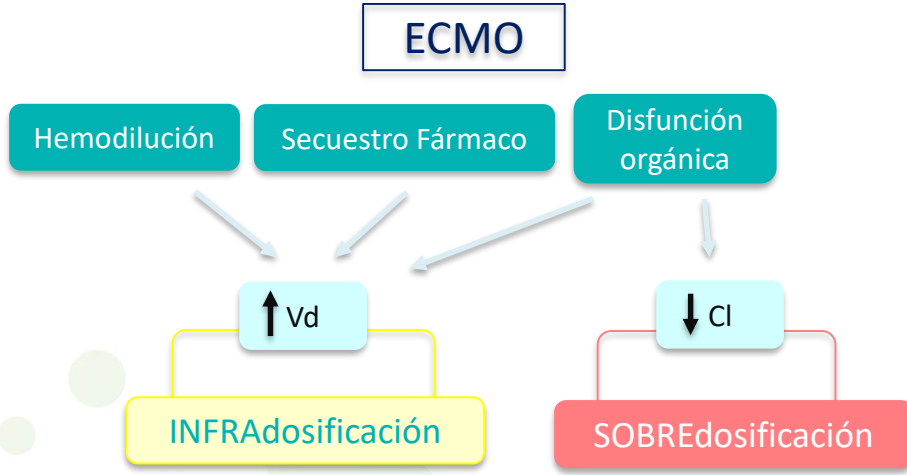 ECMO
Hemodilución
Secuestro Fármaco
Disfunción
orgánica
Vd
Cl
INFRAdosificación
SOBREdosificación